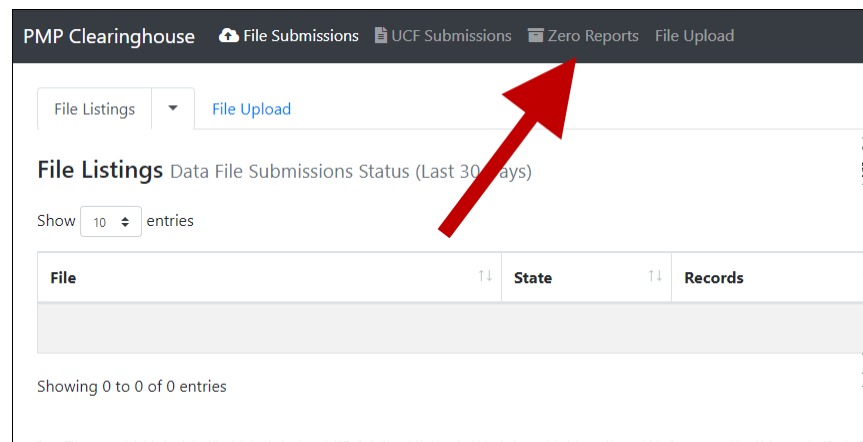 PMP Clearinghouse File Submissions UCF Submissions Zero Reports File Upload
File Listings File Upload
File Listings Data File Submissions Status (Last 30 Days)
Show 10 entries
File State Records
Showing 0 to 0 of 0 entries